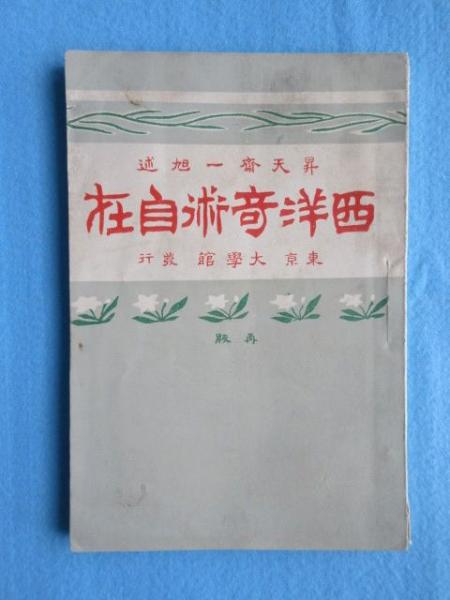 昇天齋一旭述
西洋奇術自在
東京 大學館 發行
再版